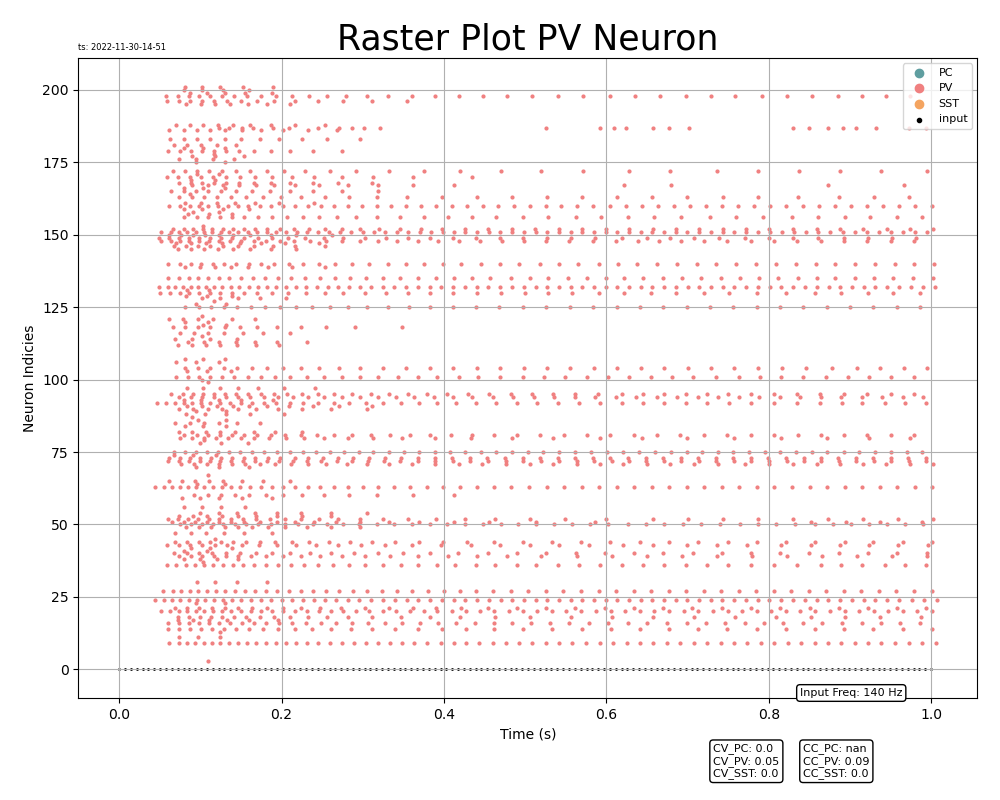 Raster Plot PV Neuron
ts: 2022-11-30-14-51
PC
PV
SST
input
200
175
150
125
100
75
50
25
0
Neuron Indicies
0.0 0.2 0.4 0.6 0.8 1.0
Time (s)
Input Freq: 140 Hz
CV_PC: 0.0
CV_PV: 0.05
CV_SST: 0.0
CC_PC: nan
CC_PV: 0.09
CC_SST: 0.0